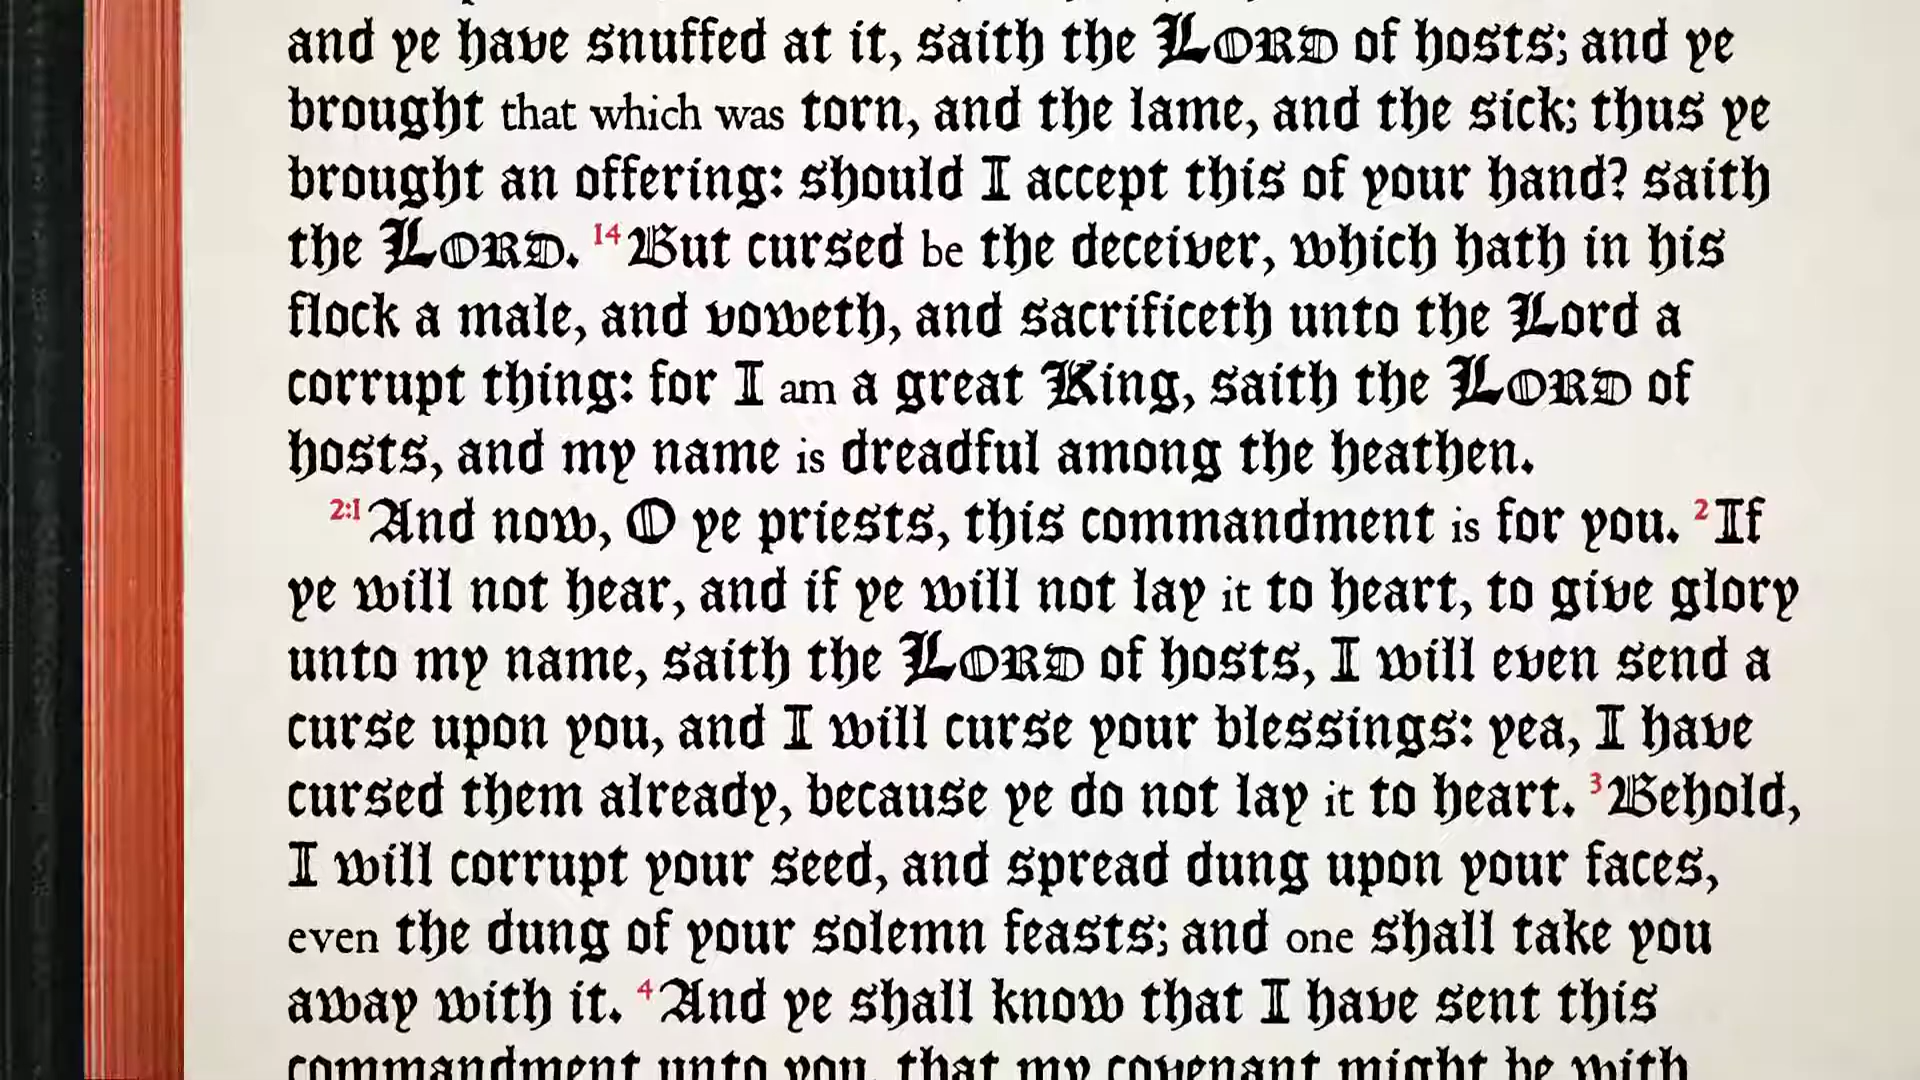 and ye have snuffed at it, saith the LORD of hosts; and ye
brought that which was torn, and the lame, and the sick; thus ye
brought an offering: should I accept this of your hand? saith
the LORD. 14 But cursed be the deceiver, which hath in his
flock a male, and voweth, and sacrificeth unto the Lord a
corrupt thing: for I am a great King, saith the LORD of
hosts, and my name is dreadful among the heathen.
2:1 And now, O ye priests, this commandment is for you. 2 If
ye will not hear, and if ye will not lay it to heart, to give glory
unto my name, saith the LORD of hosts, I will even send a
curse upon you, and I will curse your blessings: yea, I have
cursed them already, because ye do not lay it to heart. 3 Behold,
I will corrupt your seed, and spread dung upon your faces,
even the dung of your solemn feasts; and one shall take you
away with it. 4 And ye shall know that I have sent this
commandment unto you, that my covenant might be with